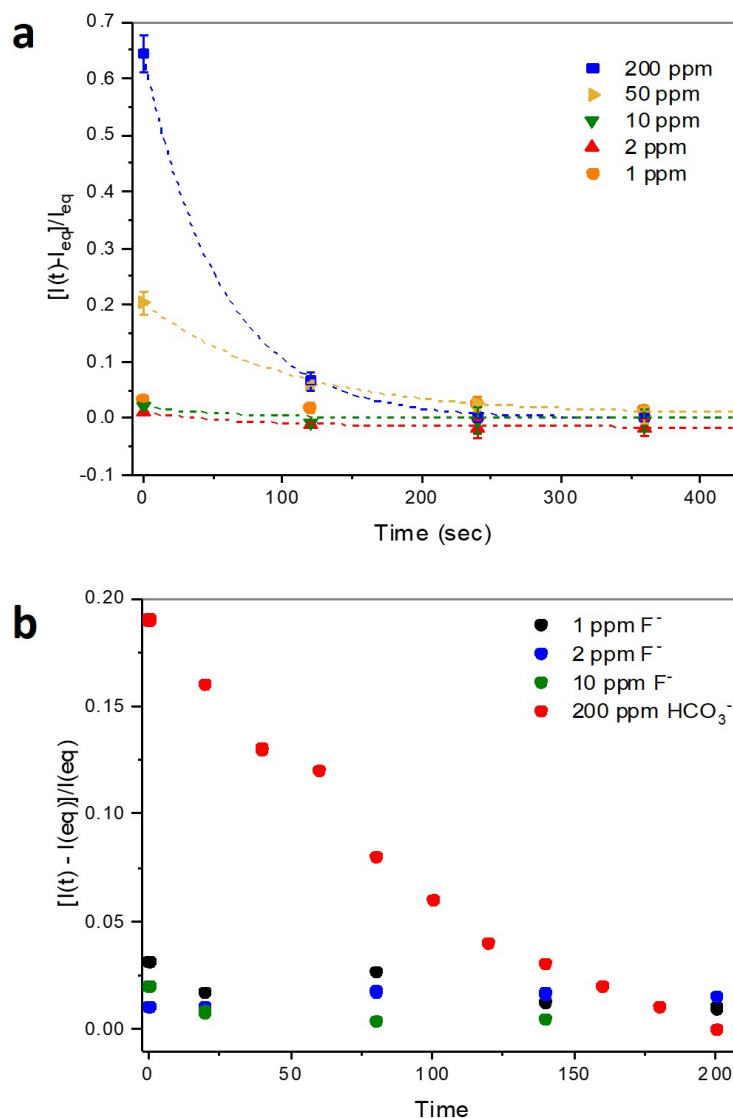 a
[I(t)-I_eq]/I_eq
0.7
0.6
0.5
0.4
0.3
0.2
0.1
0.0
-0.1
200 ppm
50 ppm
10 ppm
2 ppm
1 ppm
0 100 200 300 400
Time (sec)
b
[I(t) - I(eq)]/I(eq)
0.20
0.15
0.10
0.05
0.00
1 ppm F⁻
2 ppm F⁻
10 ppm F⁻
200 ppm HCO₃⁻
0 50 100 150 200
Time